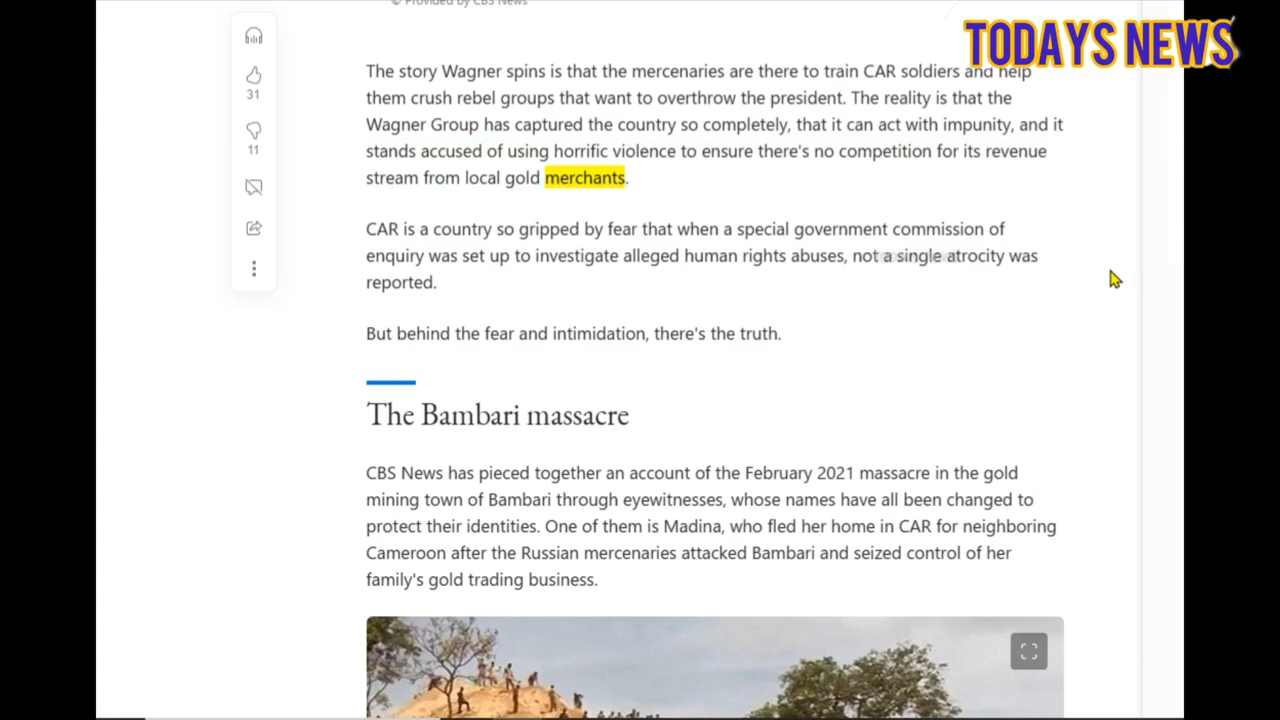 © Provided by CBS News
TODAYS NEWS
31
11
The story Wagner spins is that the mercenaries are there to train CAR soldiers and help
them crush rebel groups that want to overthrow the president. The reality is that the
Wagner Group has captured the country so completely, that it can act with impunity, and it
stands accused of using horrific violence to ensure there's no competition for its revenue
stream from local gold merchants.
CAR is a country so gripped by fear that when a special government commission of
enquiry was set up to investigate alleged human rights abuses, not a single atrocity was
reported.
But behind the fear and intimidation, there's the truth.
The Bambari massacre
CBS News has pieced together an account of the February 2021 massacre in the gold
mining town of Bambari through eyewitnesses, whose names have all been changed to
protect their identities. One of them is Madina, who fled her home in CAR for neighboring
Cameroon after the Russian mercenaries attacked Bambari and seized control of her
family's gold trading business.